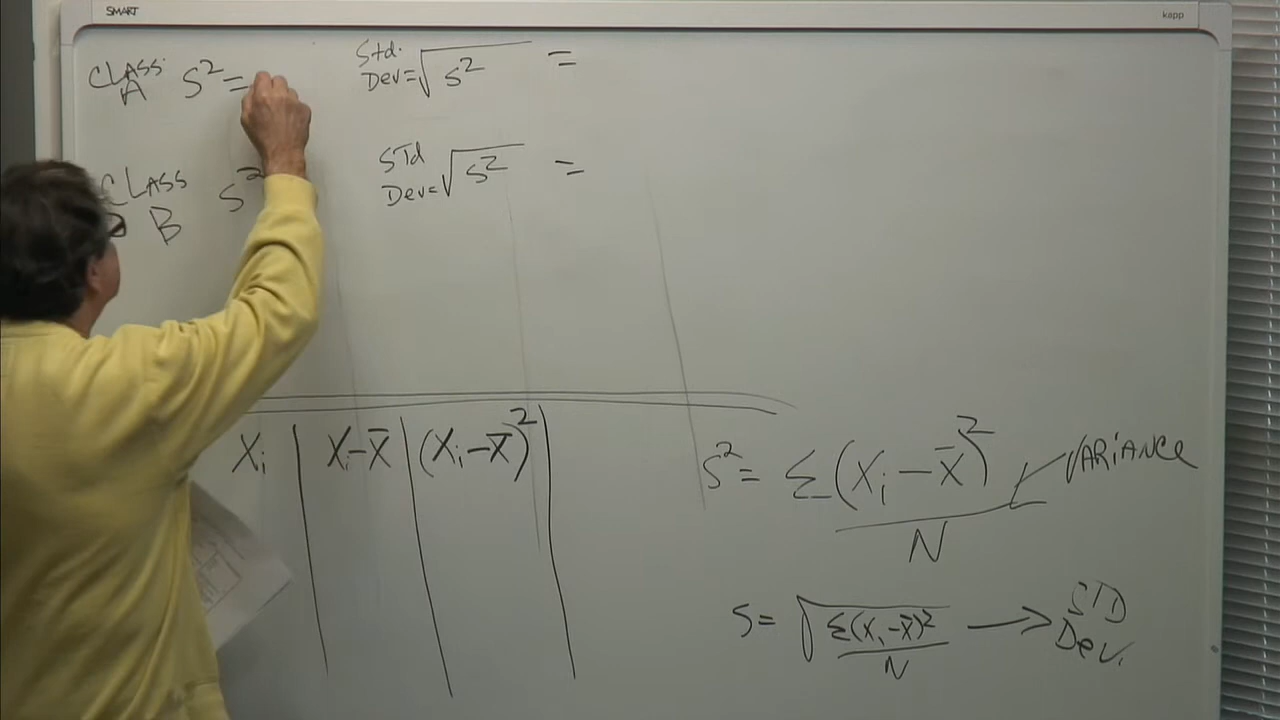 SMART
kapp
CLASS A S² =
Std. Dev = √S² =
CLASS B S²
STd Dev = √S² =
Xᵢ | Xᵢ-X̄ | (Xᵢ-X̄)²
S² = Σ(Xᵢ - X̄)² / N VARIANCE
S = √(Σ(Xᵢ-X̄)² / N) → STD Dev.